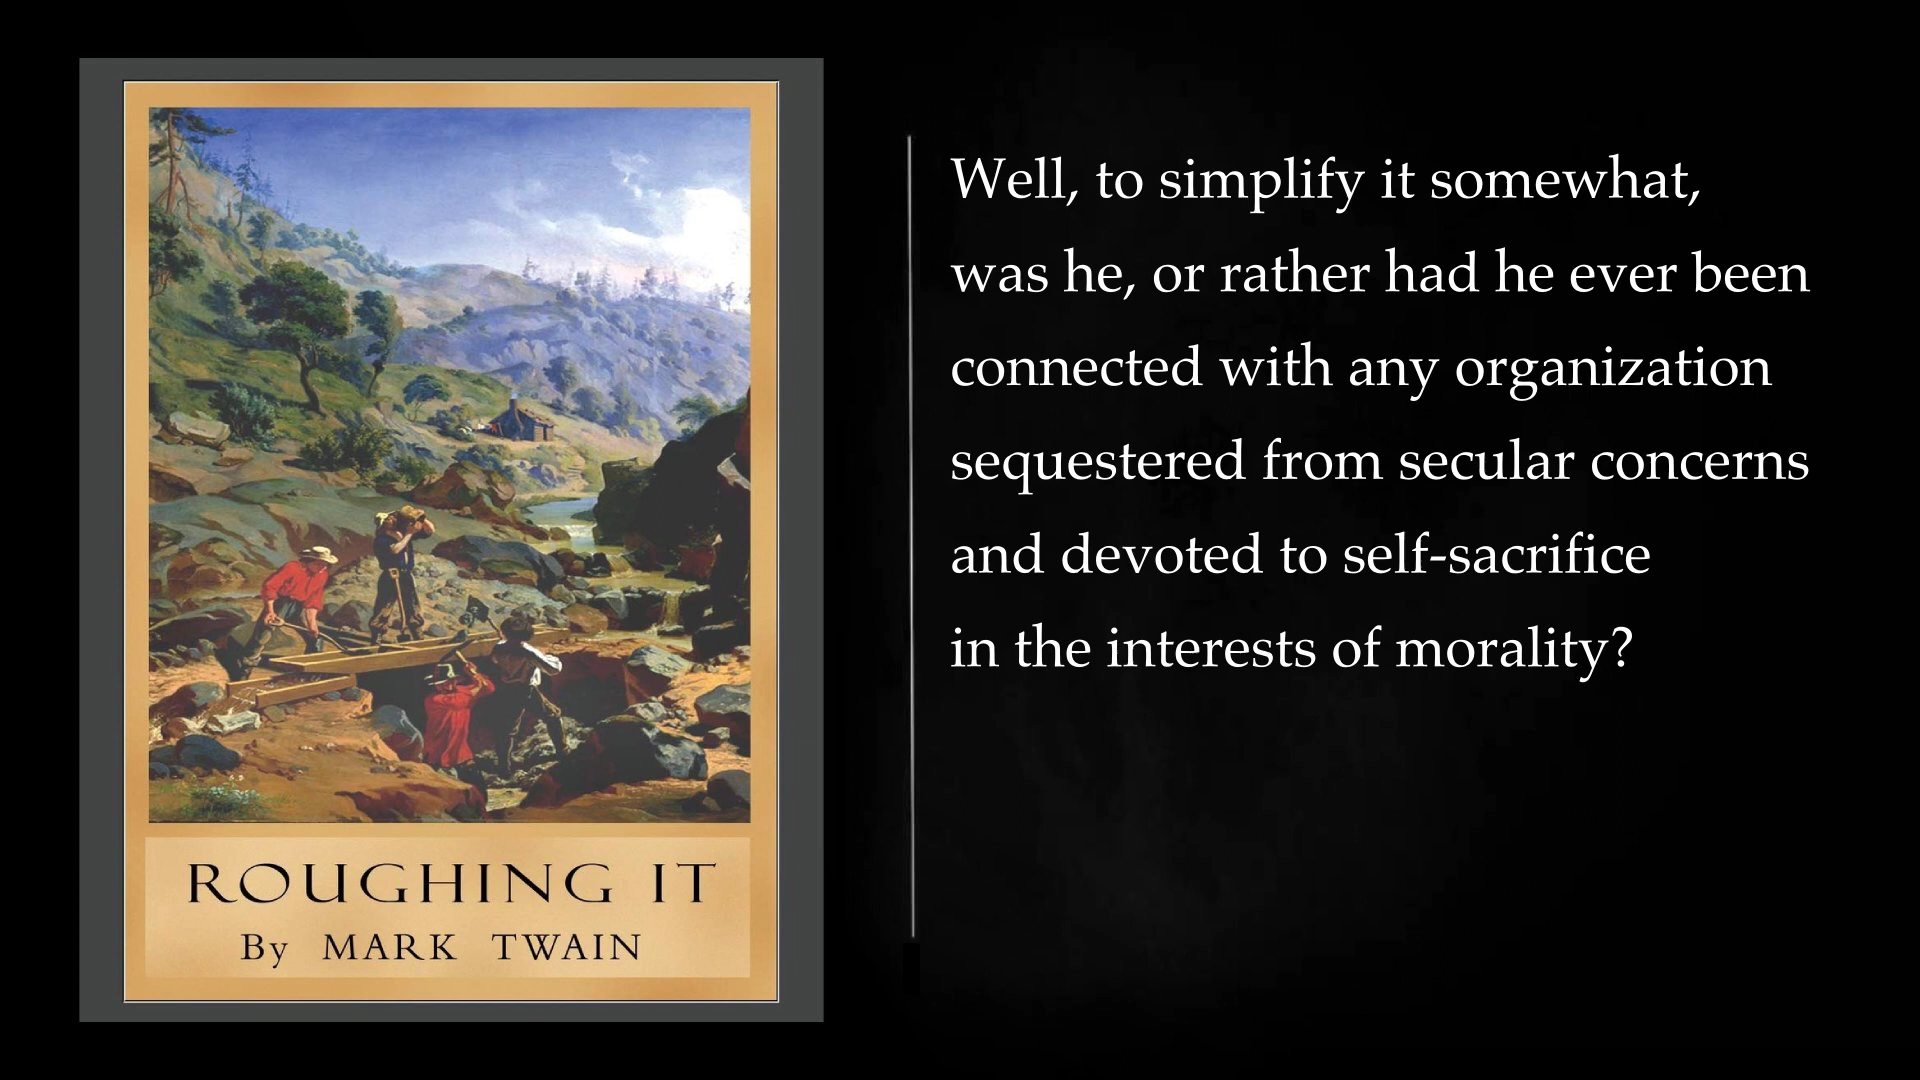 ROUGHING IT
By MARK TWAIN
Well, to simplify it somewhat,
was he, or rather had he ever been
connected with any organization
sequestered from secular concerns
and devoted to self-sacrifice
in the interests of morality?